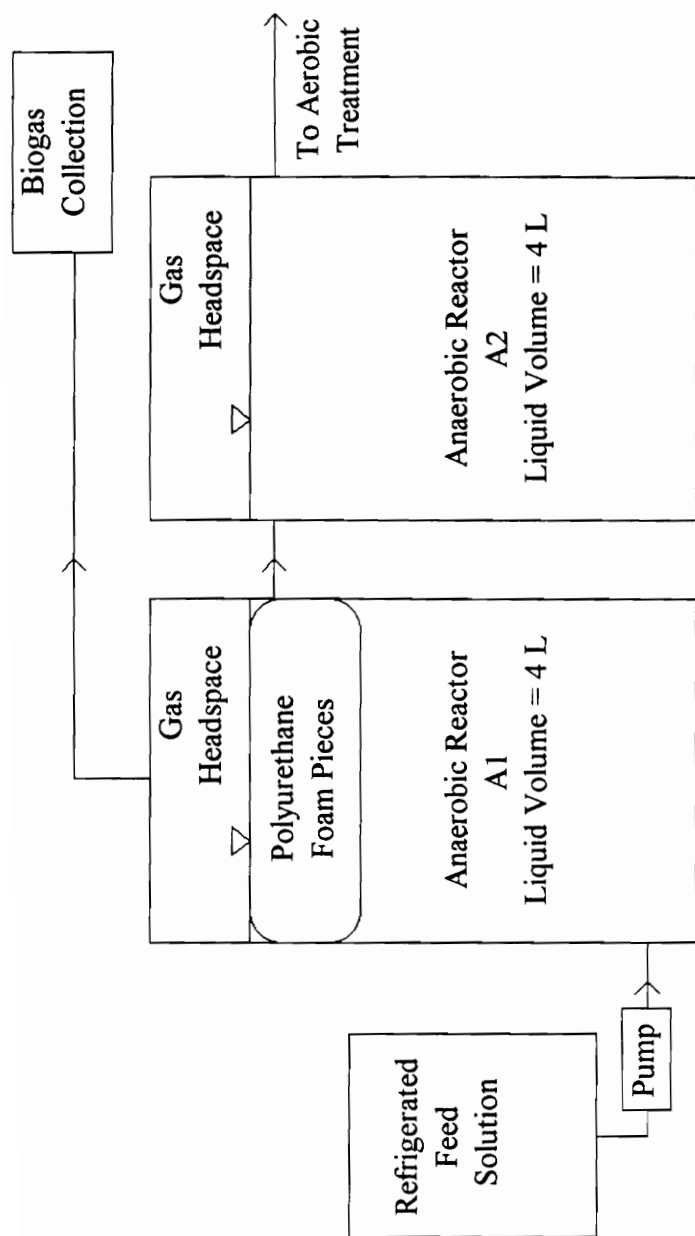 Biogas
Collection
Gas
Headspace
Gas
Headspace
To Aerobic
Treatment
Polyurethane
Foam Pieces
Anaerobic Reactor
A1
Liquid Volume = 4 L
Anaerobic Reactor
A2
Liquid Volume = 4 L
Refrigerated
Feed
Solution
Pump